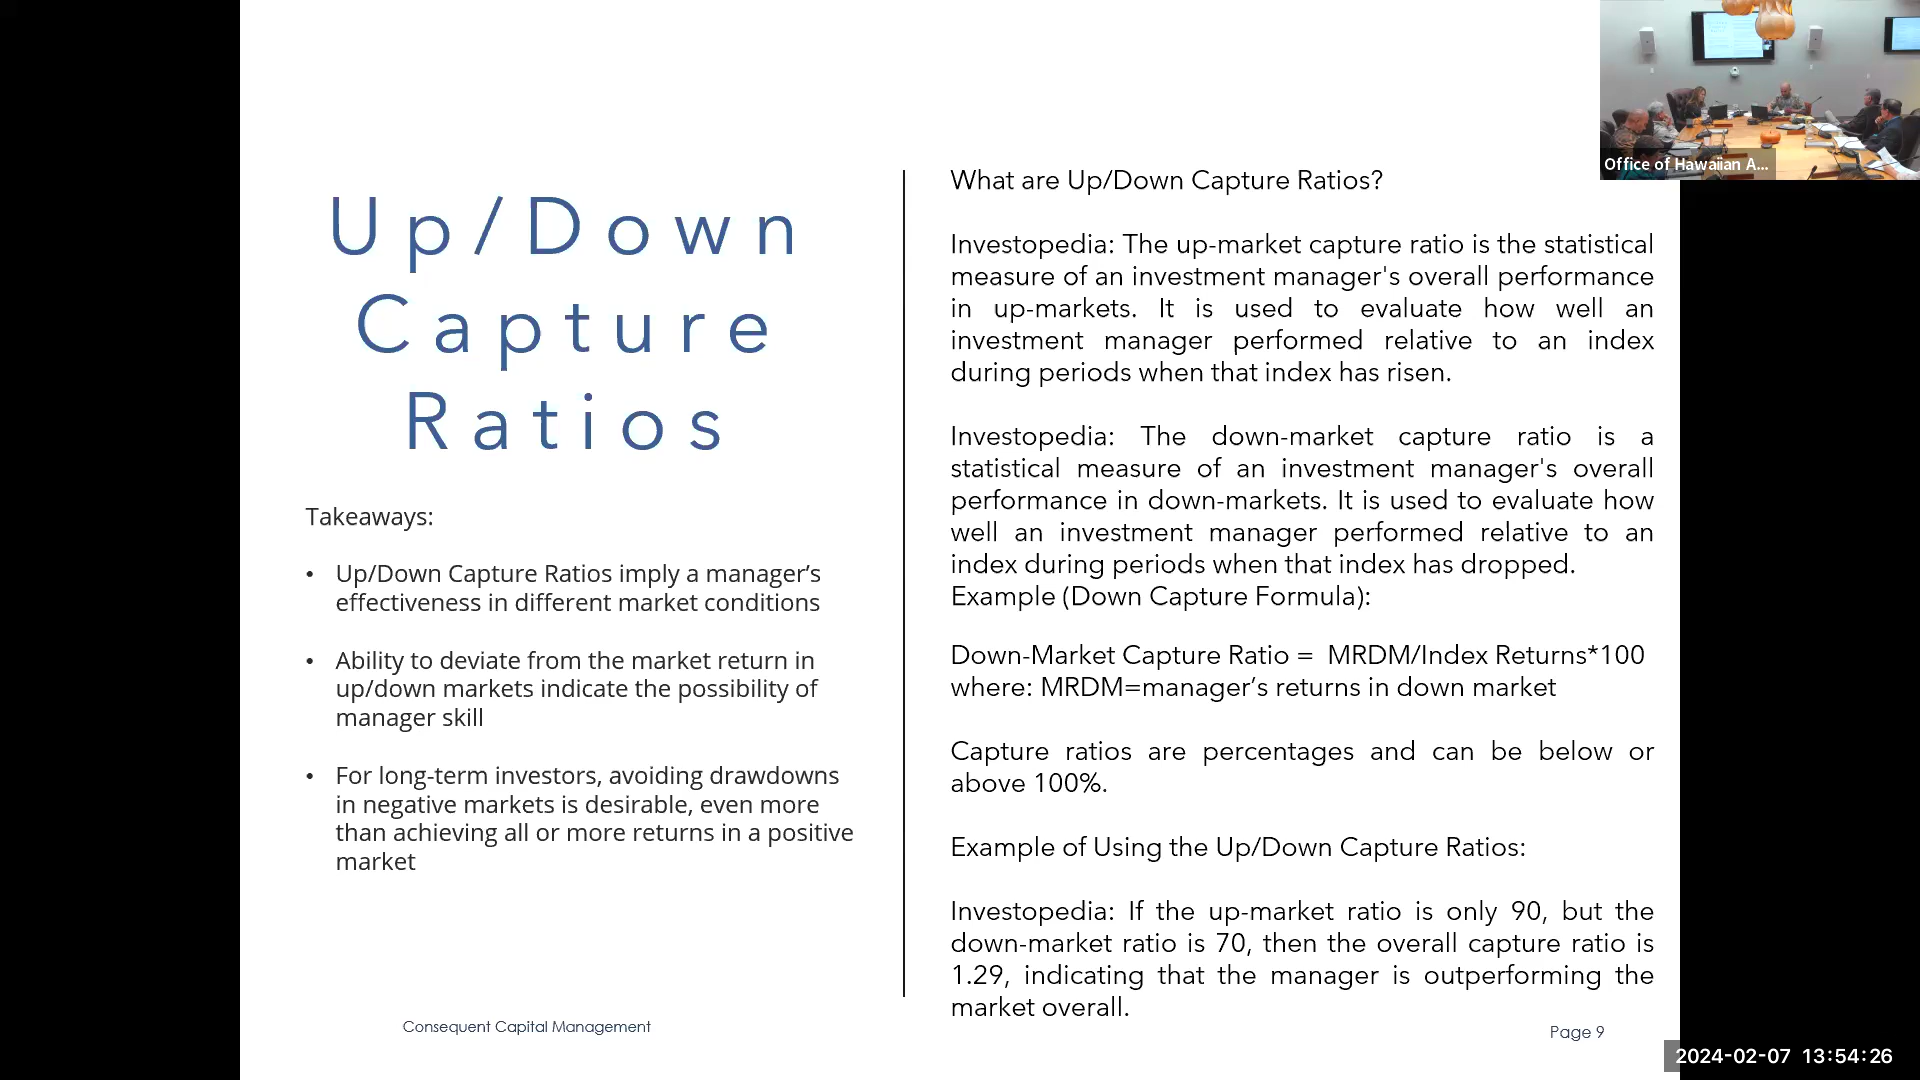 Up/Down
Capture
Ratios
Takeaways:
• Up/Down Capture Ratios imply a manager’s
effectiveness in different market conditions
• Ability to deviate from the market return in
up/down markets indicate the possibility of
manager skill
• For long-term investors, avoiding drawdowns
in negative markets is desirable, even more
than achieving all or more returns in a positive
market
Consequent Capital Management
What are Up/Down Capture Ratios?
Investopedia: The up-market capture ratio is the statistical
measure of an investment manager's overall performance
in up-markets. It is used to evaluate how well an
investment manager performed relative to an index
during periods when that index has risen.
Investopedia: The down-market capture ratio is a
statistical measure of an investment manager's overall
performance in down-markets. It is used to evaluate how
well an investment manager performed relative to an
index during periods when that index has dropped.
Example (Down Capture Formula):
Down-Market Capture Ratio = MRDM/Index Returns*100
where: MRDM=manager’s returns in down market
Capture ratios are percentages and can be below or
above 100%.
Example of Using the Up/Down Capture Ratios:
Investopedia: If the up-market ratio is only 90, but the
down-market ratio is 70, then the overall capture ratio is
1.29, indicating that the manager is outperforming the
market overall.
Page 9
Office of Hawaiian A...
2024-02-07 13:54:26